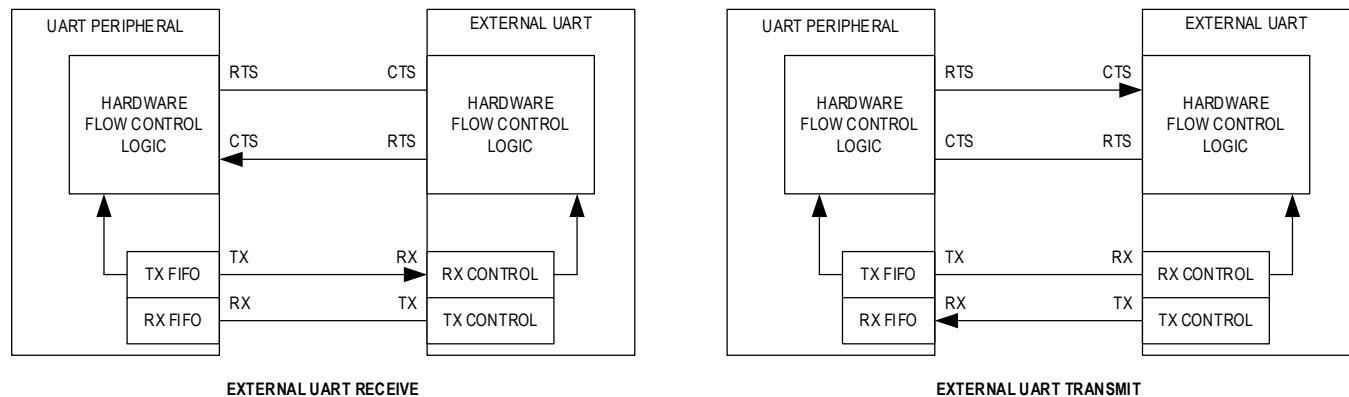 UART PERIPHERAL
EXTERNAL UART
HARDWARE
FLOW CONTROL
LOGIC
RTS
CTS
HARDWARE
FLOW CONTROL
LOGIC
CTS
RTS
TX FIFO
TX
RX
RX CONTROL
RX FIFO
RX
TX
TX CONTROL
EXTERNAL UART RECEIVE
UART PERIPHERAL
EXTERNAL UART
HARDWARE
FLOW CONTROL
LOGIC
RTS
CTS
HARDWARE
FLOW CONTROL
LOGIC
CTS
RTS
TX FIFO
TX
RX
RX CONTROL
RX FIFO
RX
TX
TX CONTROL
EXTERNAL UART TRANSMIT